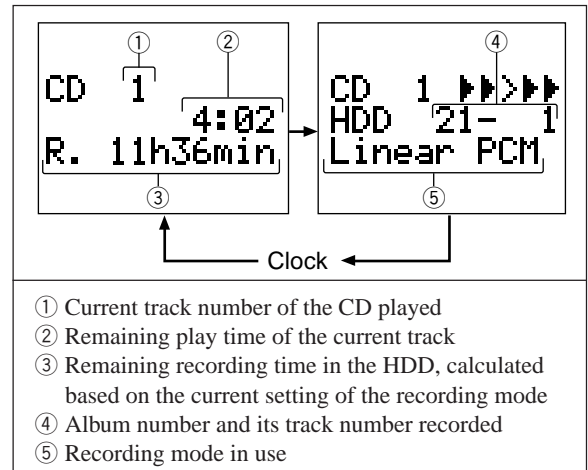 ① ②
CD 1
4:02
R. 11h36min
③
④
CD 1
HDD 21- 1
Linear PCM
⑤
Clock
① Current track number of the CD played
② Remaining play time of the current track
③ Remaining recording time in the HDD, calculated
based on the current setting of the recording mode
④ Album number and its track number recorded
⑤ Recording mode in use